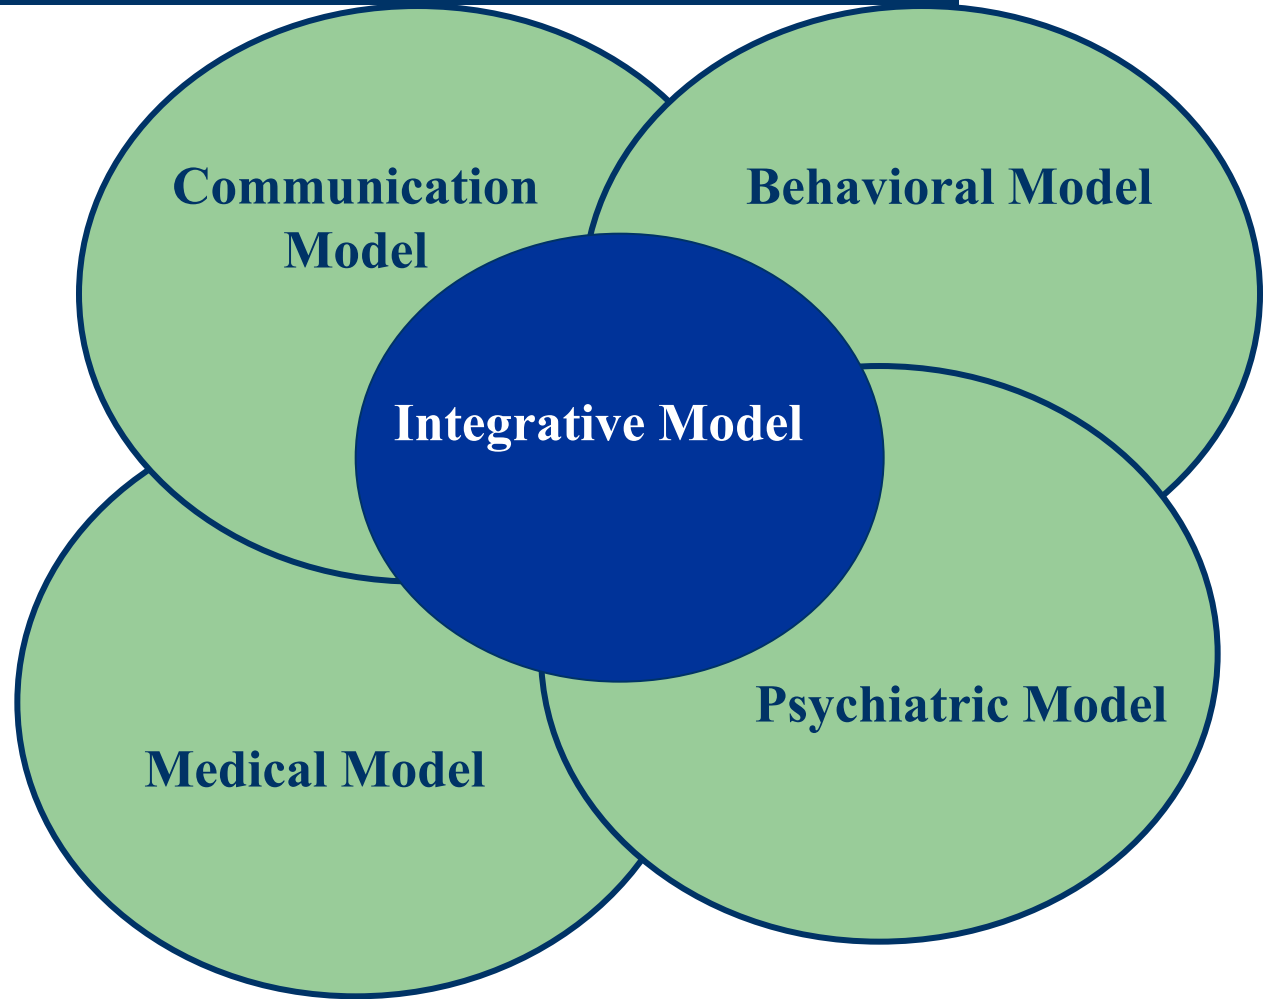 Communication
Model
Behavioral Model
Integrative Model
Psychiatric Model
Medical Model